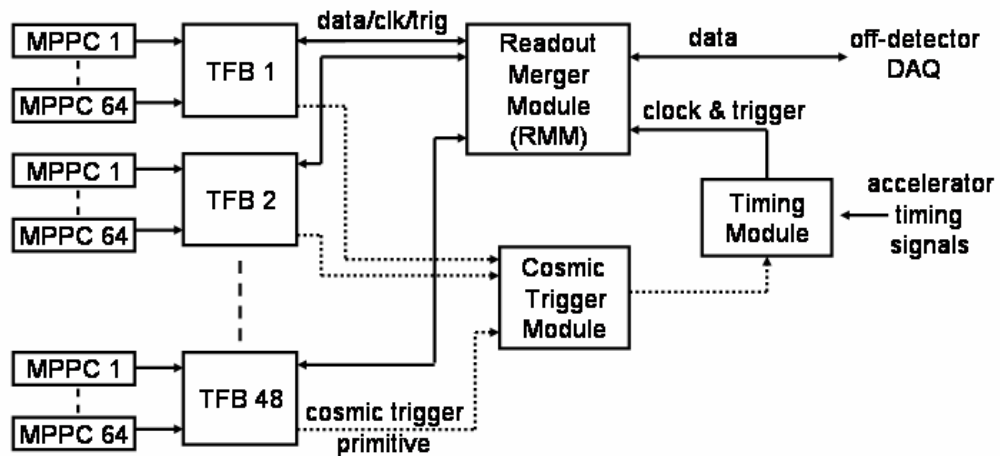 MPPC 1
MPPC 64
TFB 1
data/clk/trig
Readout
Merger
Module
(RMM)
data
off-detector
DAQ
clock & trigger
MPPC 1
MPPC 64
TFB 2
Timing
Module
accelerator
timing
signals
Cosmic
Trigger
Module
MPPC 1
MPPC 64
TFB 48
cosmic trigger
primitive